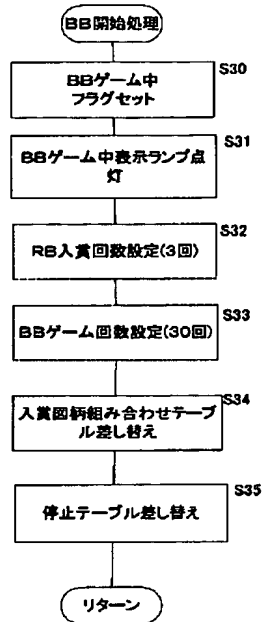 BB開始処理
S30
BBゲーム中
フラグセット
S31
BBゲーム中表示ランプ点
灯
S32
RB入賞回数設定(3回)
S33
BBゲーム回数設定(30回)
S34
入賞図柄組み合わせテーブ
ル差し替え
S35
停止テーブル差し替え
リターン